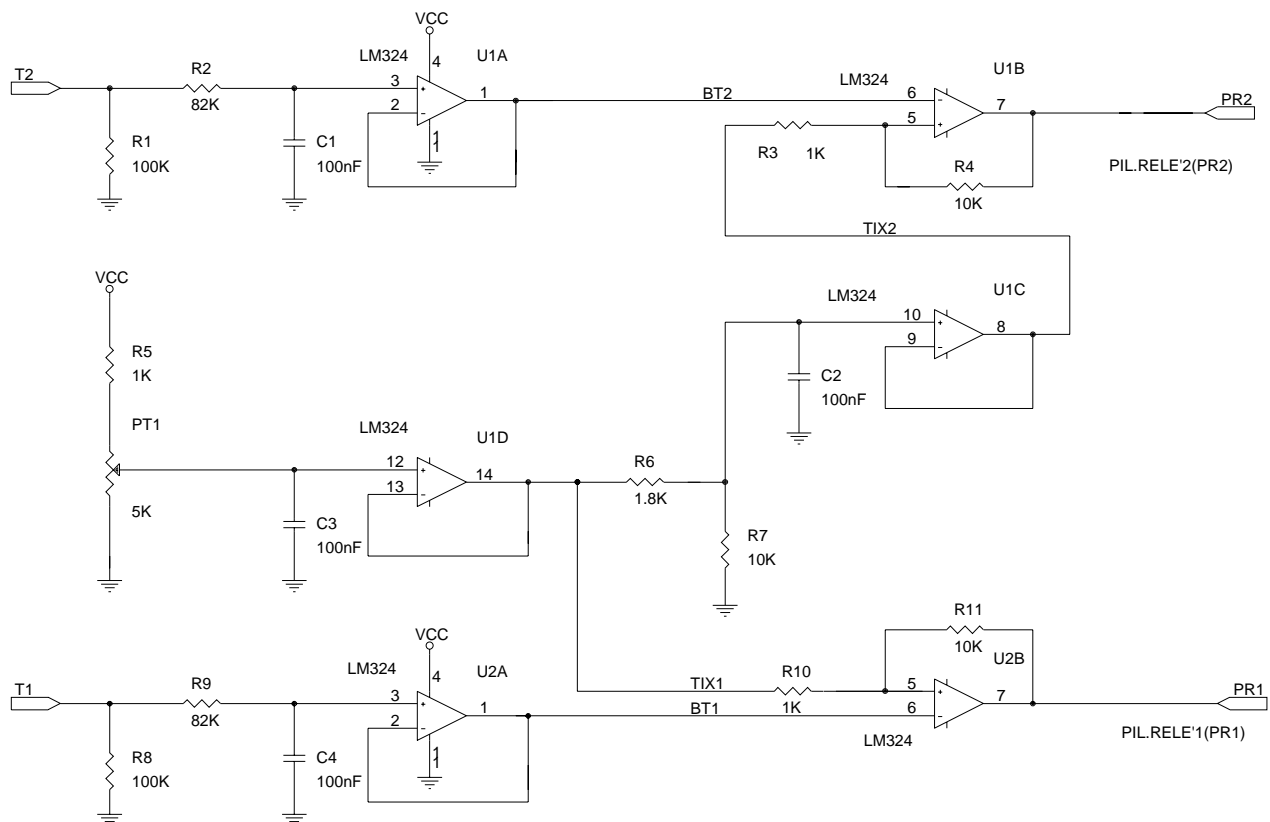 VCC
LM324 U1A
4
T2 R2 3 1 BT2 LM324 U1B
82K 2 6 7 PR2
R1 C1 11 5
100K 100nF R3 1K R4
10K PIL.RELE'2(PR2)
TIX2
VCC
LM324 U1C
10 8
R5 9
1K C2
100nF
PT1 LM324 U1D
12 14 R6
13 1.8K
5K C3 R7
100nF 10K
R11
VCC 10K
LM324 U2A U2B
4
T1 R9 3 1 TIX1 R10 5 7 PR1
82K 2 BT1 1K 6
LM324 PIL.RELE'1(PR1)
R8 C4 11
100K 100nF